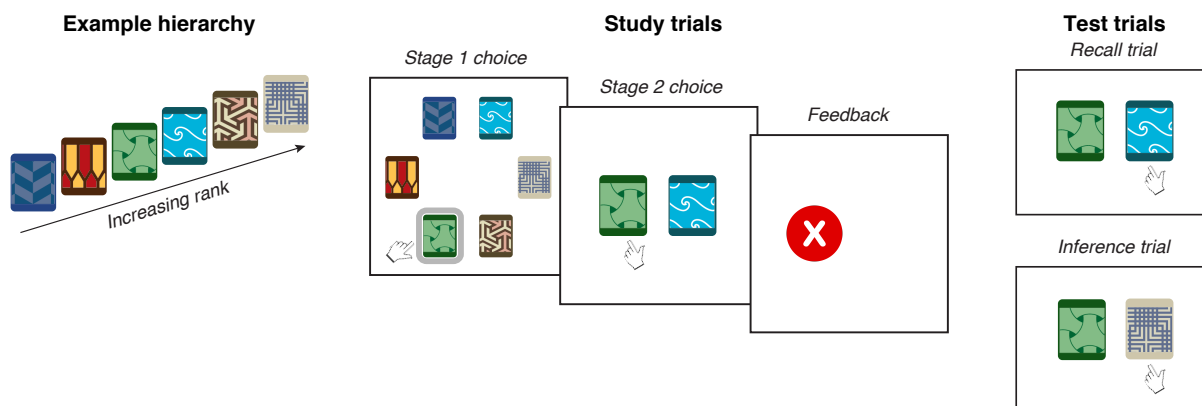 Example hierarchy
Increasing rank
Study trials
Stage 1 choice
Stage 2 choice
Feedback
X
Test trials
Recall trial
Inference trial